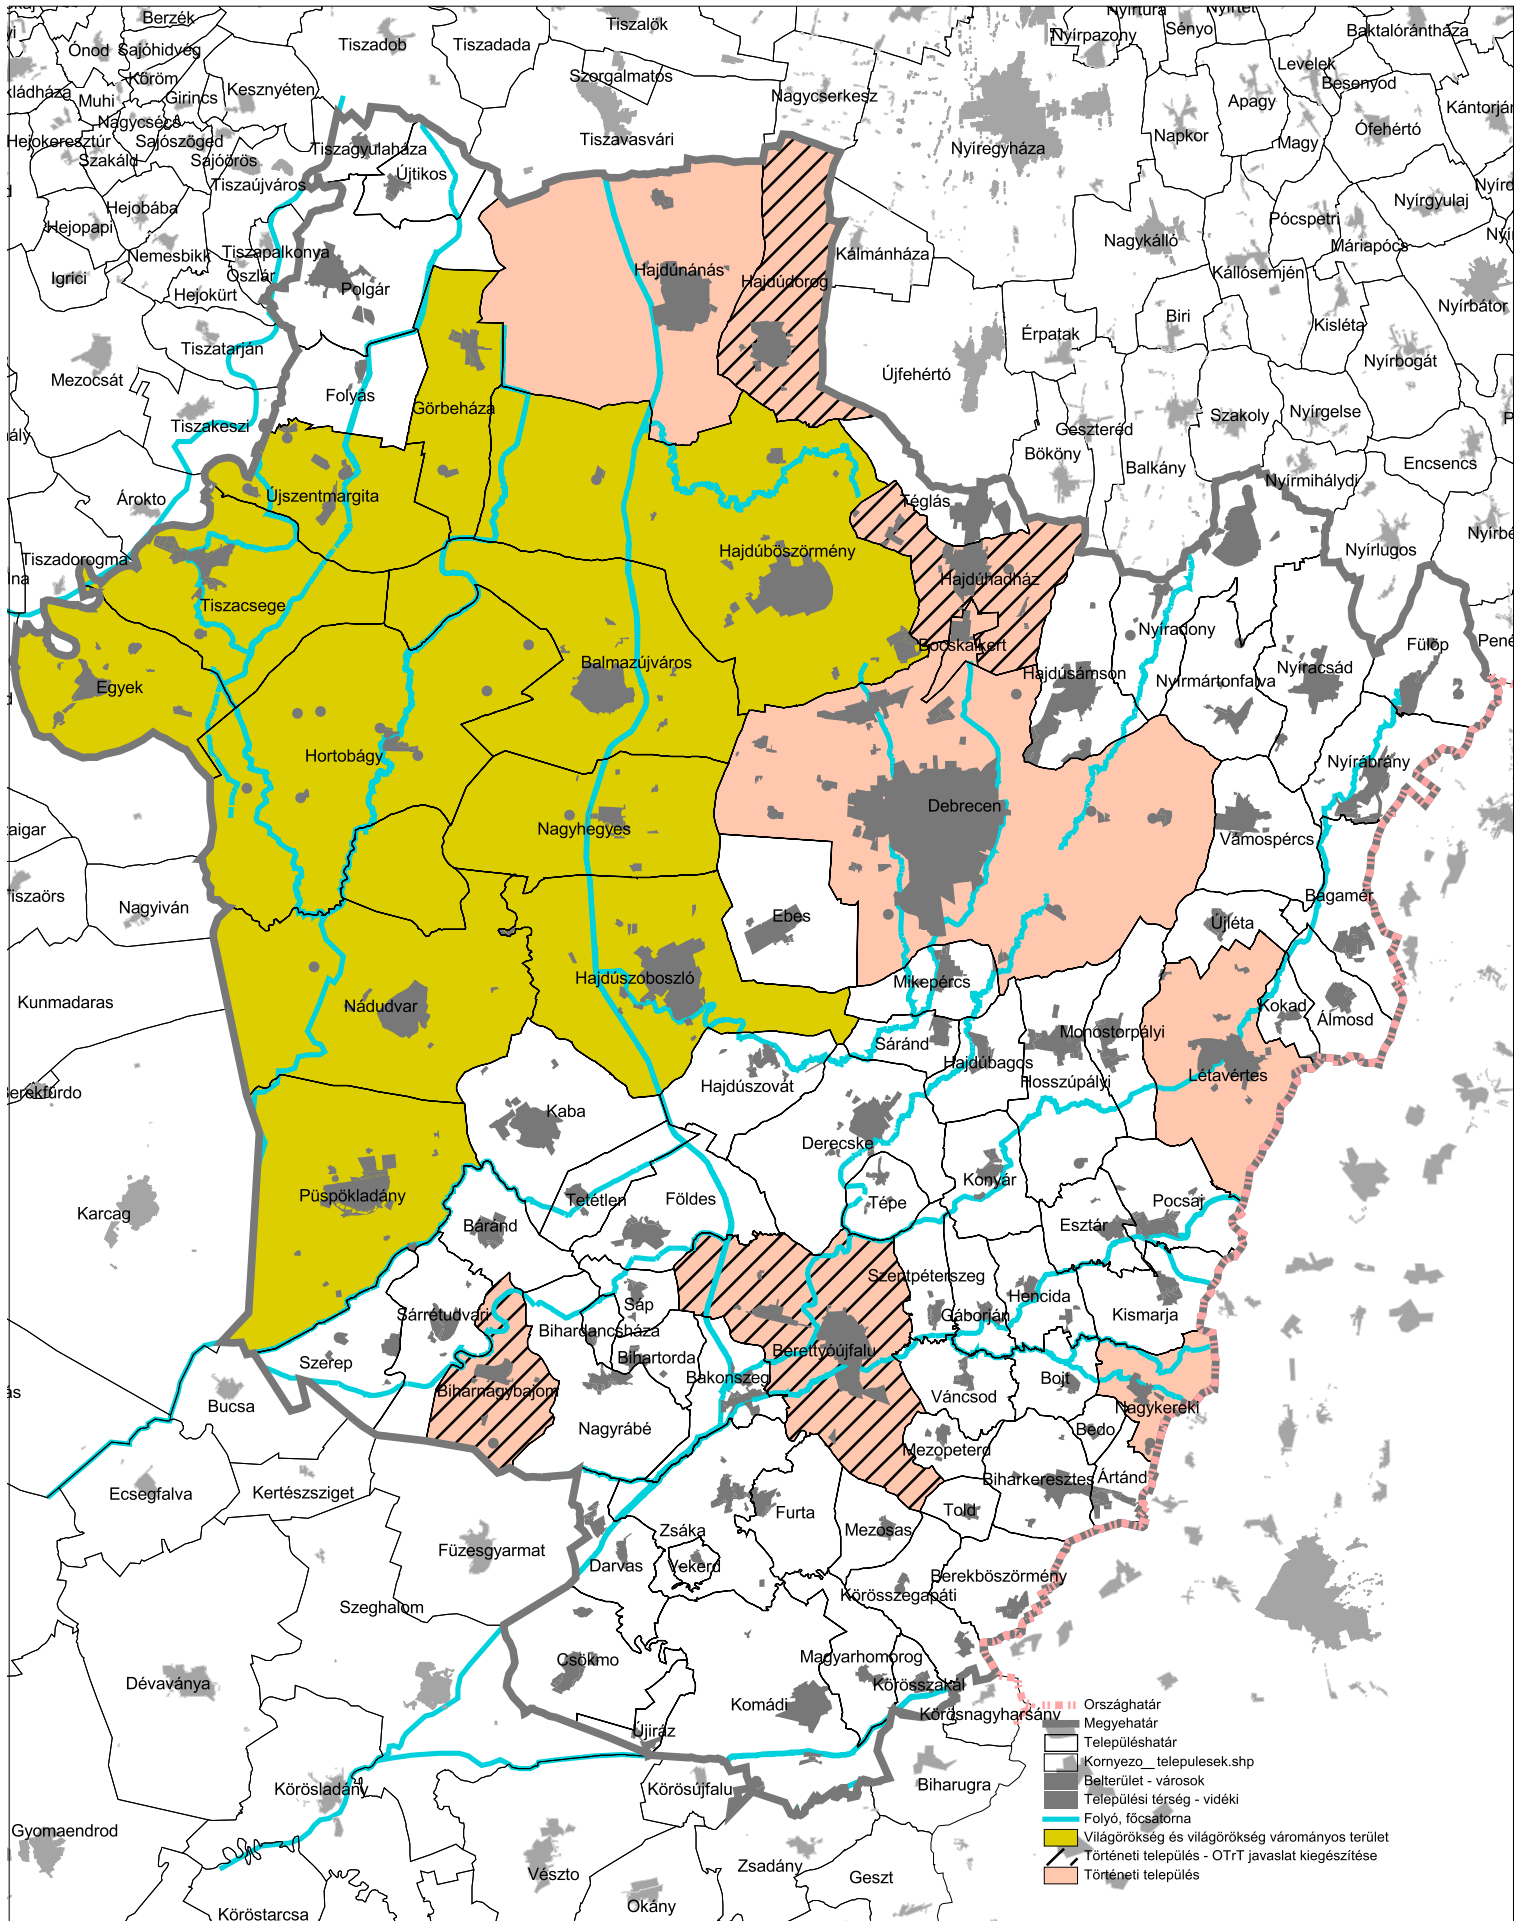 Berzék
Tiszalök
Nyírtura
Sényo
Nyírpazony
Baktalórántháza
Ónod
Sajóhidvég
Tiszadob
Tiszadada
Köröm
Szorgalmatos
Levelek
Besenyod
Muhi
Girincs
Kesznyéten
Nagycserkesz
Apagy
Kántorján
Nagycsécs
Hejokeresztúr
Sajószöged
Szakáld
Sajóörös
Tiszagyulaháza
Tiszavasvári
Nyíregyháza
Napkor
Magy
Ófehértó
Újtikos
Tiszaújváros
Hejobába
Hejopapi
Pócspetri
Nyírgyulaj
Nemesbikk
Tiszapalkonya
Oszlár
Kálmánháza
Nagykálló
Máriapócs
Igrici
Hejokürt
Polgár
Hajdúnánás
Hajdúdorog
Kállósemjén
Nyírbátor
Biri
Kisléta
Érpatak
Tiszatarján
Nyírbogát
Mezocsát
Folyás
Görbeháza
Újfehértó
Tiszakeszi
Szakoly
Nyírgelse
Geszteréd
Bököny
Balkány
Encsencs
Árokto
Újszentmargita
Téglás
Nyírmihálydi
Tiszadorogma
Hajdúböszörmény
Nyírlugos
Hajdúhadház
Tiszacsege
Bocskaikert
Nyíradony
Fülöp
Egyek
Balmazújváros
Hajdúsámson
Nyírmártonfalva
Nyíracsád
Hortobágy
Nyírábrány
Debrecen
Nagyhegyes
Vámospércs
Tiszaörs
Nagyiván
Ebes
Bagamér
Újléta
Kunmadaras
Nádudvar
Hajdúszoboszló
Mikepércs
Kokad
Álmosd
Sáránd
Monostorpályi
Hajdúbagos
Hosszúpályi
Létavértes
Berekfürdo
Hajdúszovát
Kaba
Derecske
Karcag
Püspökladány
Tetétlen
Földes
Tépe
Konyár
Pocsaj
Báránd
Esztár
Szentpéterszeg
Sárrétudvari
Sáp
Hencida
Gáborján
Kismarja
Bihardancsháza
Szerep
Bihartorda
Berettyóújfalu
Bakonszeg
Bojt
Bucsa
Biharnagybajom
Váncsod
Nagykereki
Nagyrábé
Bedo
Mezopeterd
Ecsegfalva
Kertészsziget
Biharkeresztes
Ártánd
Furta
Told
Zsáka
Mezosas
Füzesgyarmat
Darvas
Vekerd
Berekböszörmény
Körösszegapáti
Szeghalom
Dévaványa
Csökmo
Magyarhomorog
Körösszakál
Komádi
Körösnagyharsány
Újiráz
Körösladány
Körösújfalu
Biharugra
Gyomaendrod
Vészto
Zsadány
Geszt
Okány
Köröstarcsa
Országhatár
Megyehatár
Településhatár
Kornyezo__telepulesek.shp
Belterület - városok
Települési térség - vidéki
Folyó, főcsatorna
Világörökség és világörökség várományos terület
Történeti település - OTrT javaslat kiegészítése
Történeti település